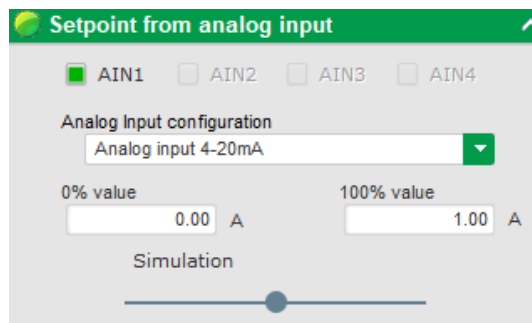 Setpoint from analog input
AIN1 AIN2 AIN3 AIN4
Analog Input configuration
Analog input 4-20mA
0% value 100% value
0.00 A 1.00 A
Simulation